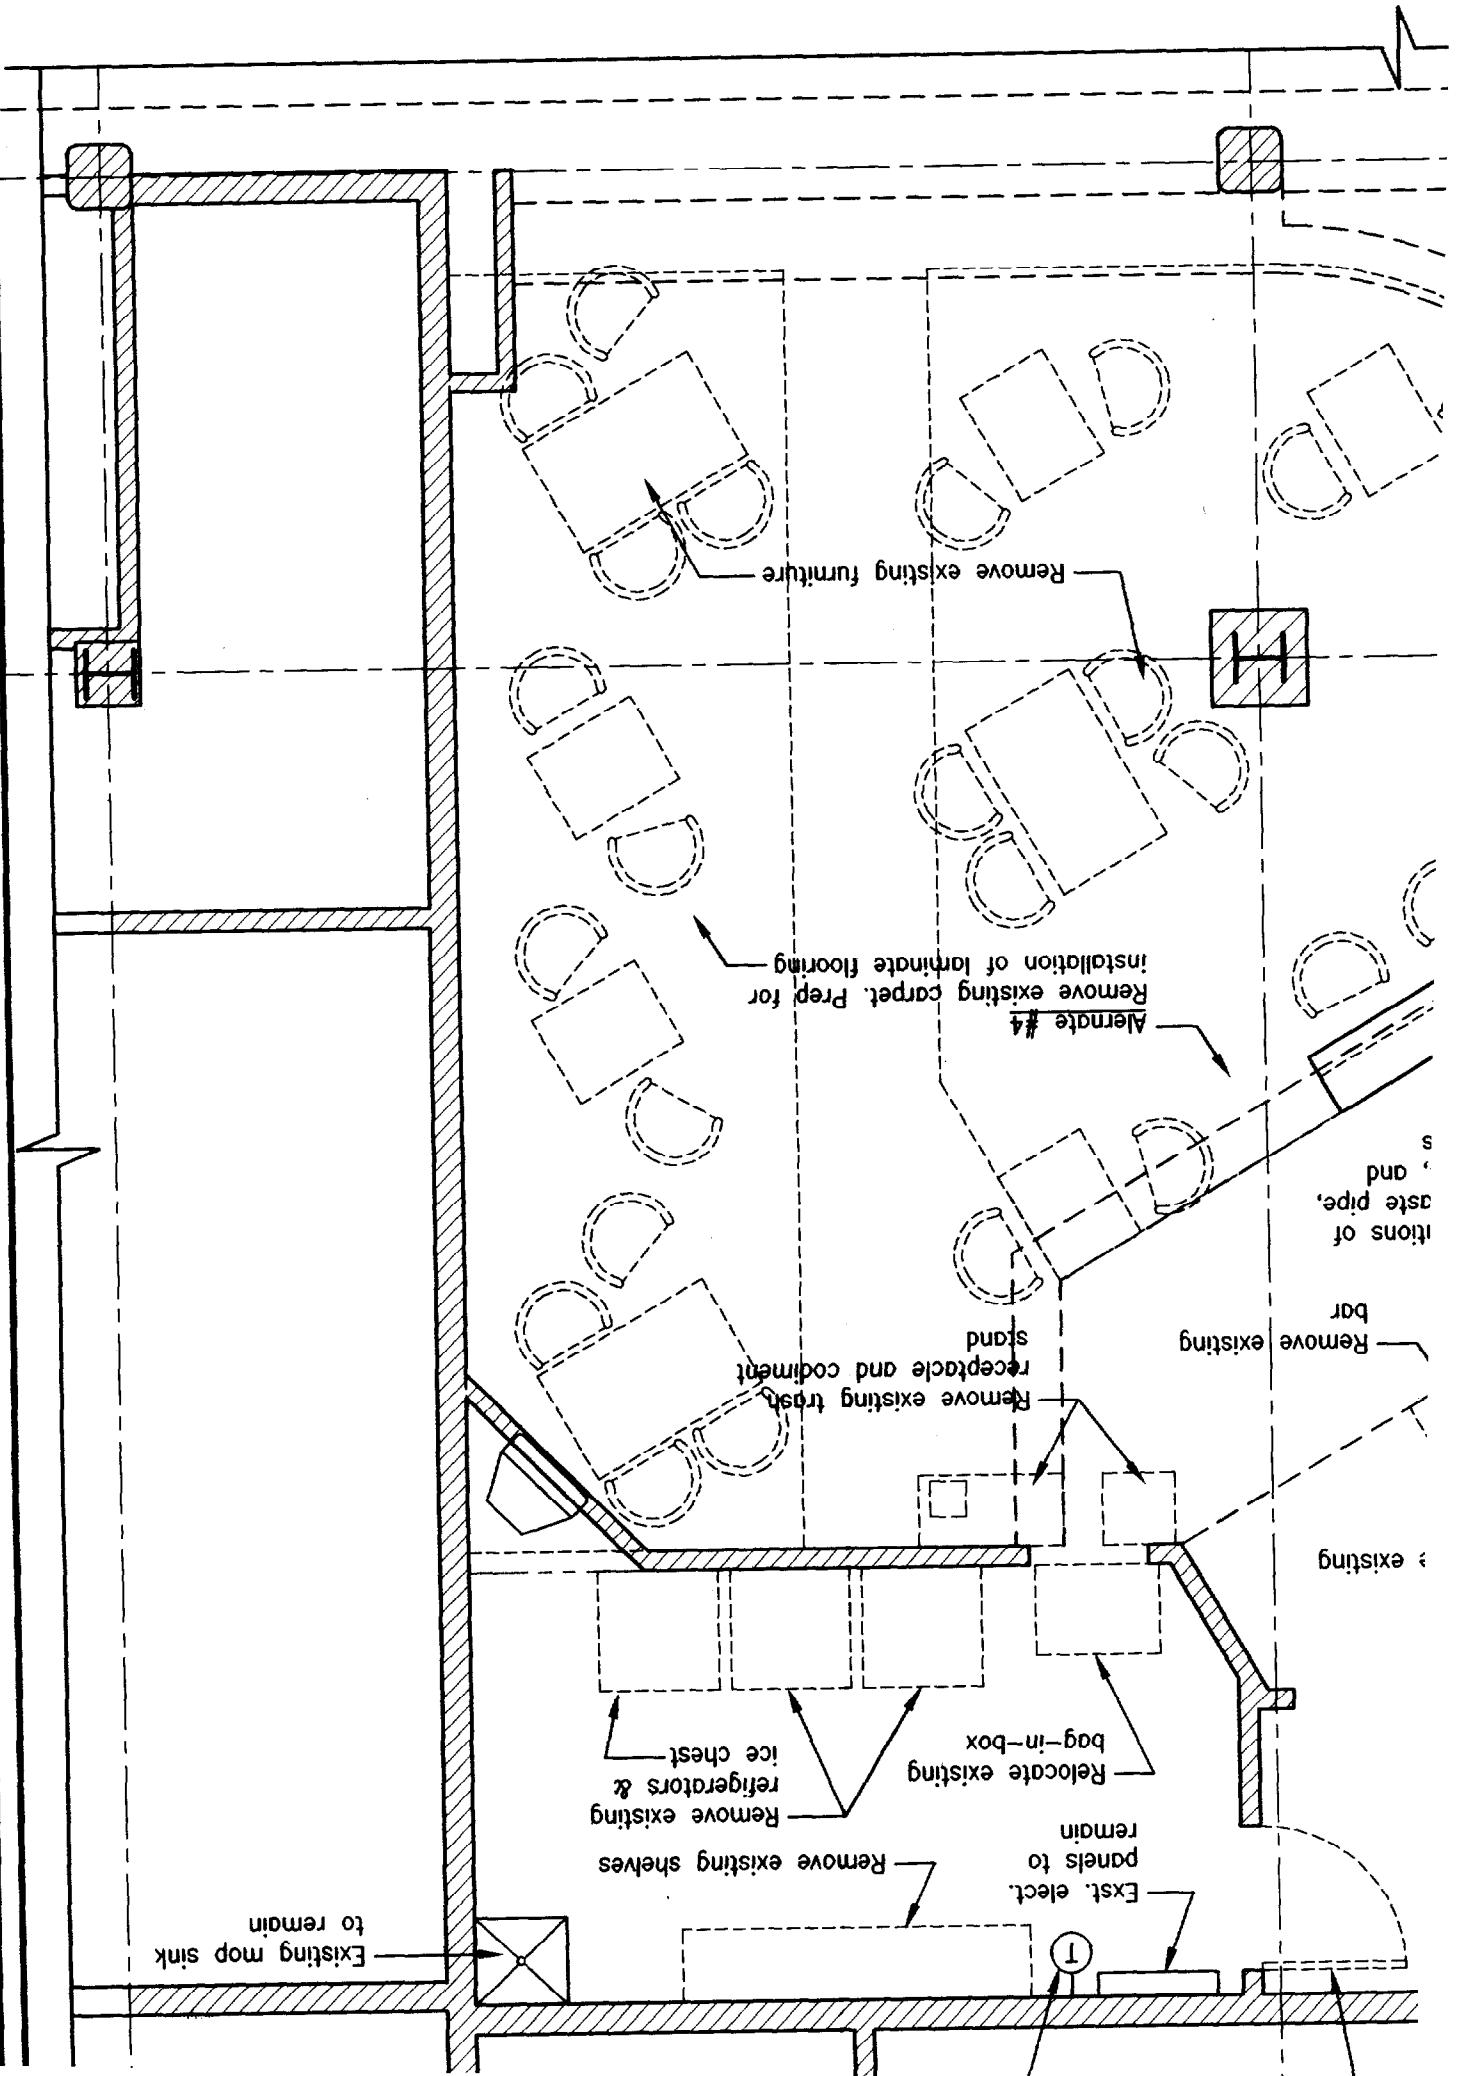 T
Existing mop sink
to remain
Exst. elect.
panels to
remain
Remove existing shelves
Relocate existing
bag-in-box
Remove existing
refrigerators &
ice chest
existing
Remove existing trash
receptacle and codiment
stand
Remove existing
bar
itions of
aste pipe,
, and
s
Alernate #4
Remove existing carpet. Prep for
installation of laminate flooring
Remove existing furniture